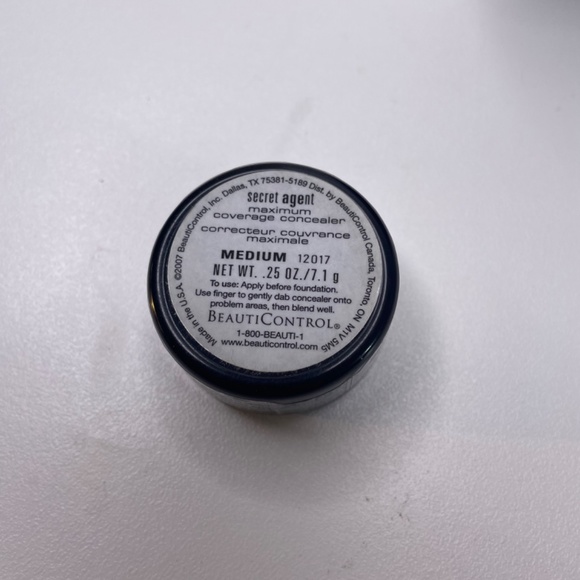 Made in the U.S.A. ©2007 BeautiControl, Inc. Dallas, TX 75381-5189 Dist. by BeautiControl Canada, Toronto, ON M1V 5M5
secret agent
maximum
coverage concealer
correcteur couvrance
maximale
MEDIUM 12017
NET WT. .25 OZ./7.1 g
To use: Apply before foundation.
Use finger to gently dab concealer onto
problem areas, then blend well.
BEAUTICONTROL®
1-800-BEAUTI-1
www.beauticontrol.com